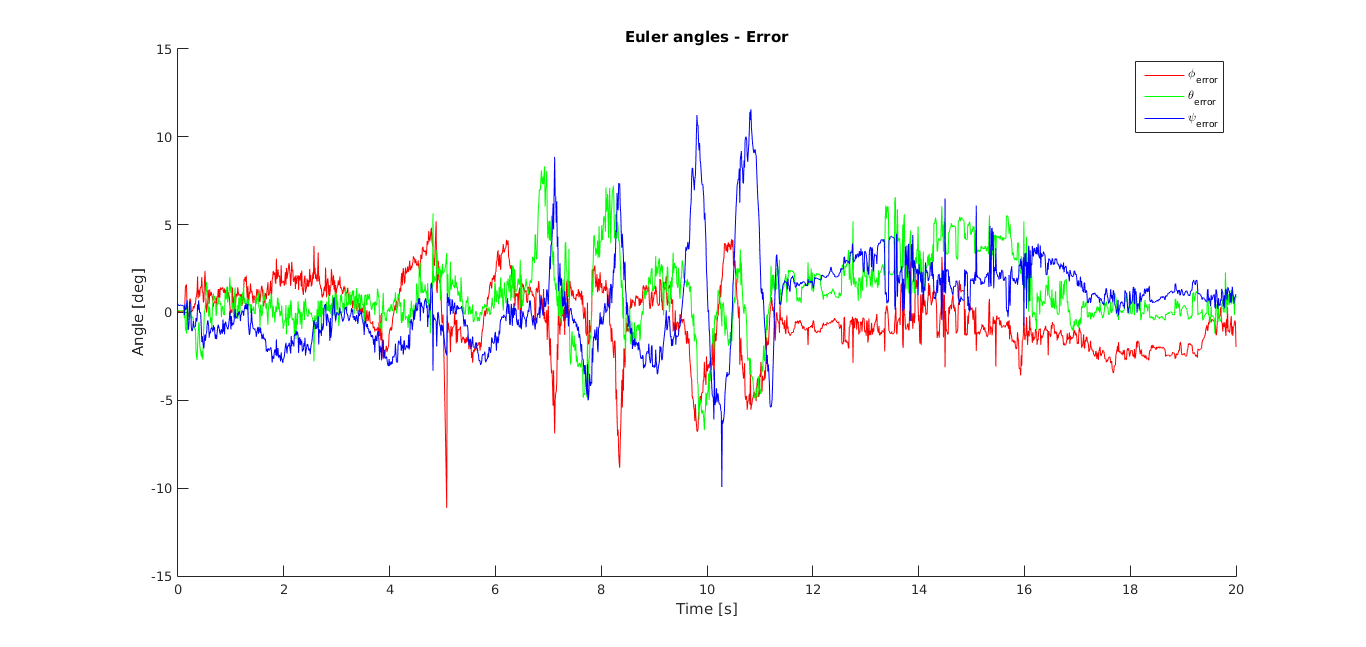 Euler angles - Error
15
10
5
0
-5
-10
-15
Angle [deg]
0 2 4 6 8 10 12 14 16 18 20
Time [s]
ϕerror
θerror
ψerror